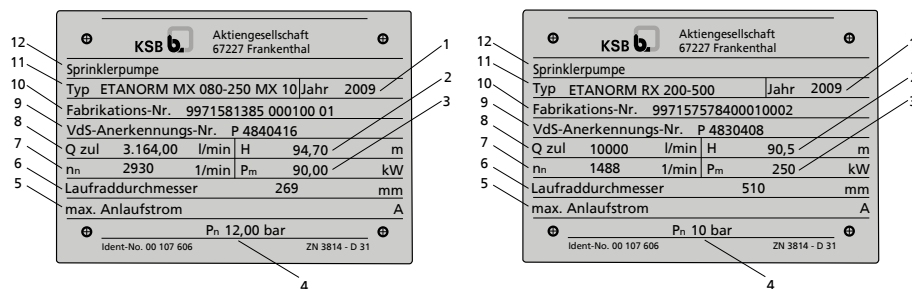 KSB b. Aktiengesellschaft
67227 Frankenthal
12
Sprinklerpumpe
11
Typ ETANORM MX 080-250 MX 10 Jahr 2009
1
10
Fabrikations-Nr. 9971581385 000100 01
9
VdS-Anerkennungs-Nr. P 4840416
2
8
Q zul 3.164,00 l/min H 94,70 m
3
7
nn 2930 1/min Pm 90,00 kW
6
Laufraddurchmesser 269 mm
5
max. Anlaufstrom A
Pn 12,00 bar
Ident-No. 00 107 606 ZN 3814 - D 31
4
KSB b. Aktiengesellschaft
67227 Frankenthal
12
Sprinklerpumpe
11
Typ ETANORM RX 200-500 Jahr 2009
10
Fabrikations-Nr. 997157578400010002
9
VdS-Anerkennungs-Nr. P 4830408
8
Q zul 10000 l/min H 90,5 m
7
nn 1488 1/min Pm 250 kW
6
Laufraddurchmesser 510 mm
5
max. Anlaufstrom A
Pn 10 bar
Ident-No. 00 107 606 ZN 3814 - D 31
4